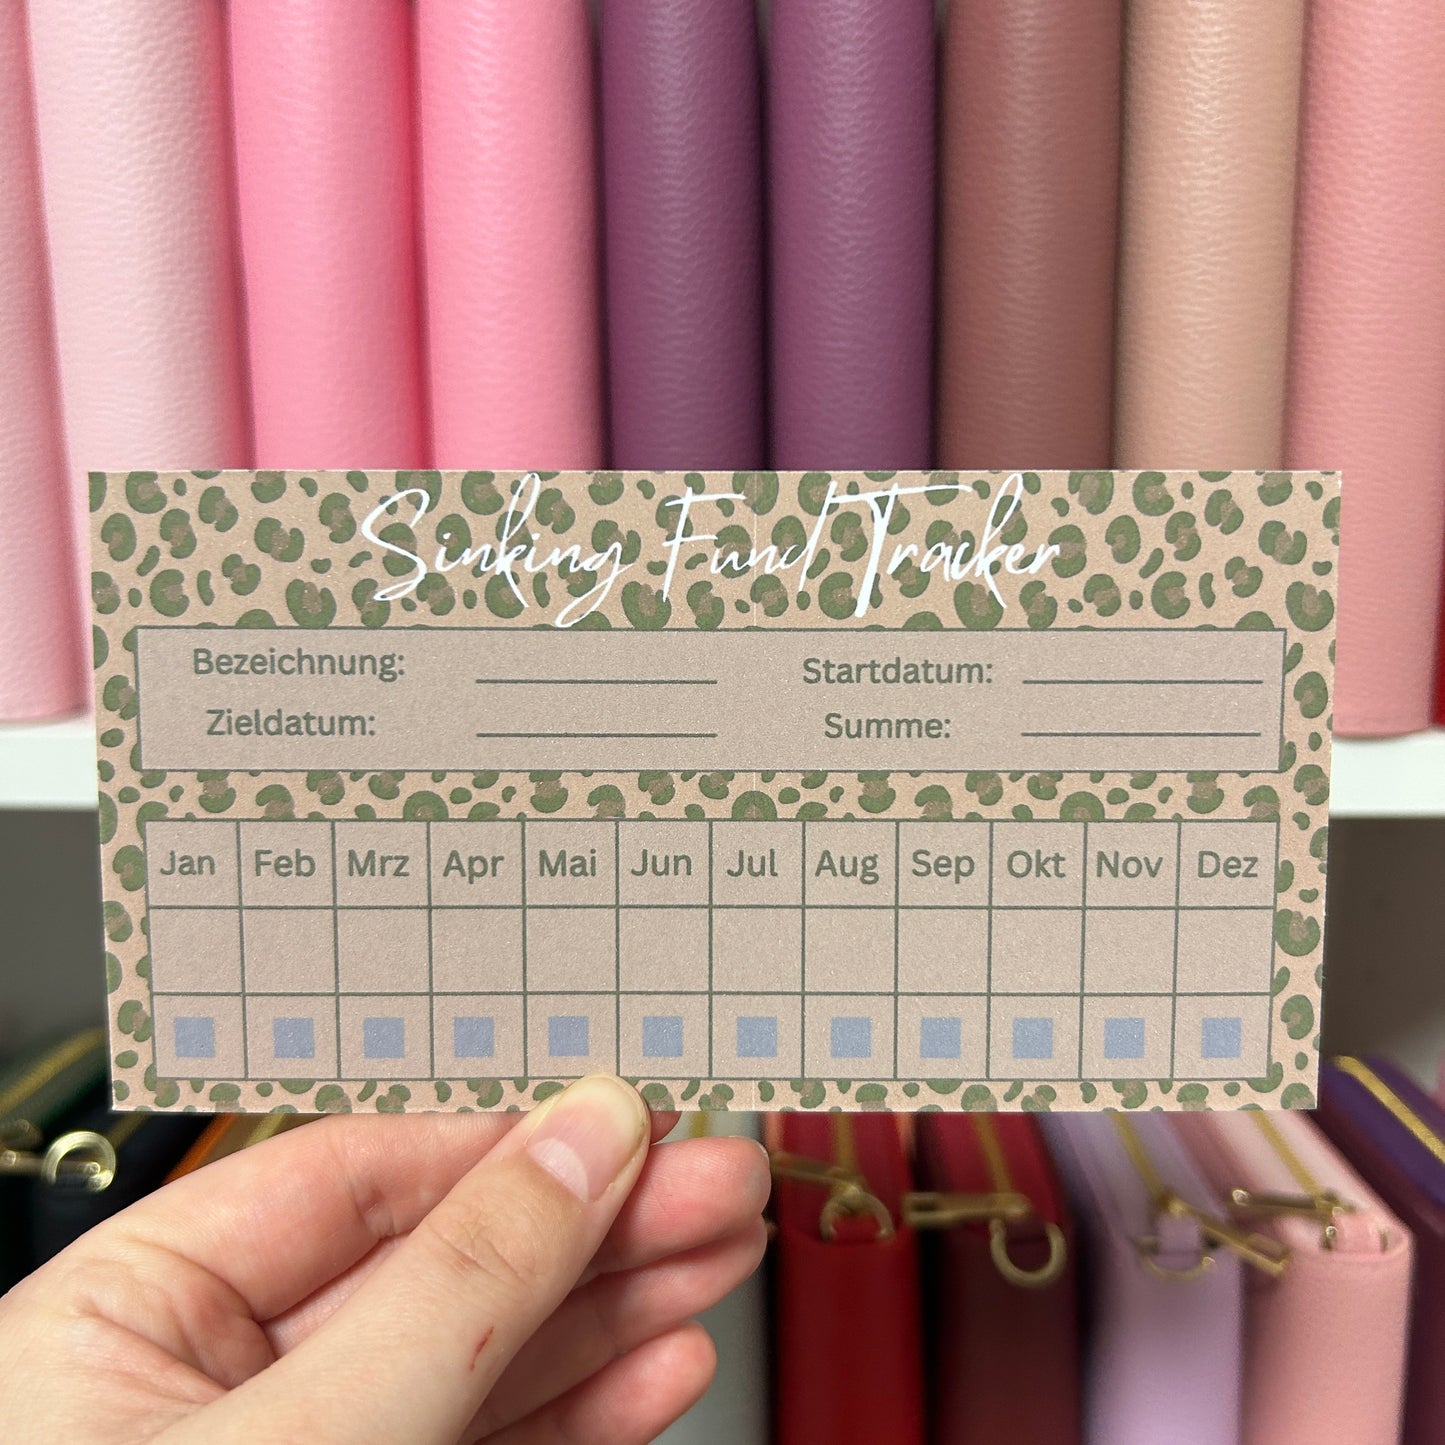 Sinking Fund Tracker
Bezeichnung: Startdatum:
Zieldatum: Summe:
Jan Feb Mrz Apr Mai Jun Jul Aug Sep Okt Nov Dez